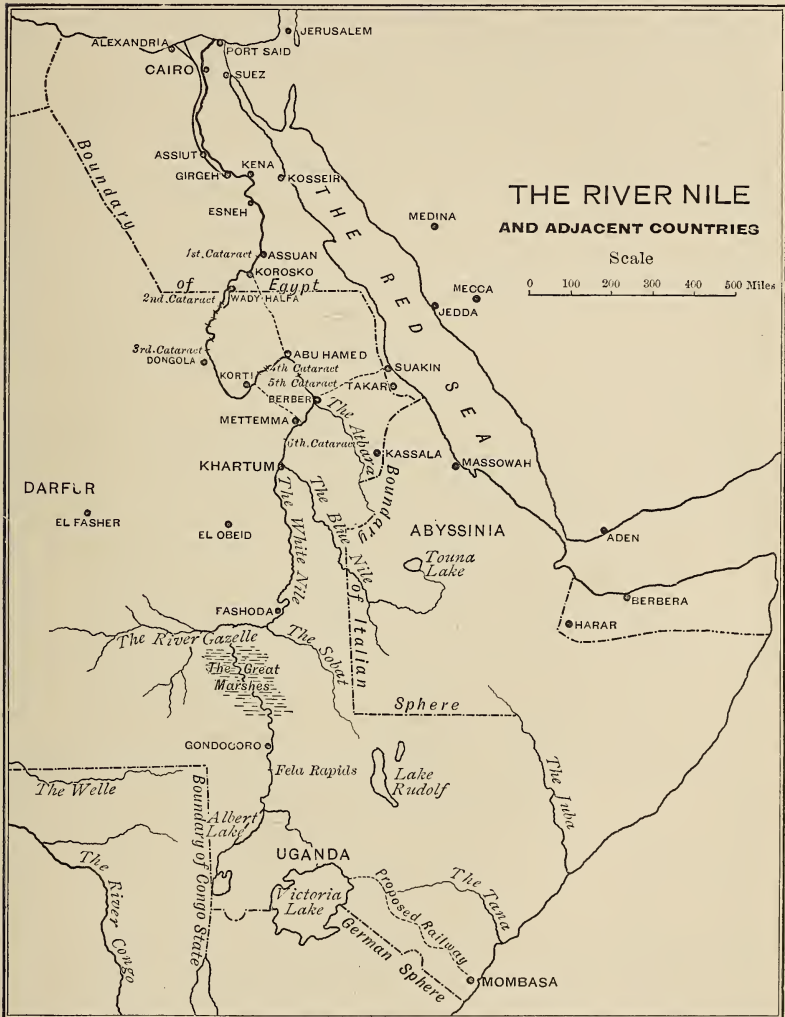 THE RIVER NILE
AND ADJACENT COUNTRIES
Scale
0 100 200 300 400 500 Miles
JERUSALEM
ALEXANDRIA
PORT SAID
CAIRO
SUEZ
Boundary
of Egypt
ASSIUT
GIRGEH
KENA
KOSSEIR
ESNEH
THE RED SEA
MEDINA
1st. Cataract
ASSUAN
KOROSKO
2nd. Cataract
WADY HALFA
MECCA
JEDDA
3rd. Cataract
DONGOLA
ABU HAMED
4th Cataract
KORTI
5th Cataract
SUAKIN
TAKAR
BERBER
The Atbara
METTEMMA
6th. Cataract
KASSALA
MASSOWAH
KHARTUM
DARFUR
EL FASHER
EL OBEID
The White Nile
The Blue Nile
Boundary
of Italian
Sphere
ABYSSINIA
Touna
Lake
ADEN
BERBERA
HARAR
FASHODA
The River Gazelle
The Great
Marshes
The Sobat
GONDOCORO
Fela Rapids
Lake
Rudolf
The Juba
The Welle
Boundary of Congo State
Albert
Lake
UGANDA
Victoria
Lake
Proposed Railway
The Tana
German Sphere
The River Congo
MOMBASA